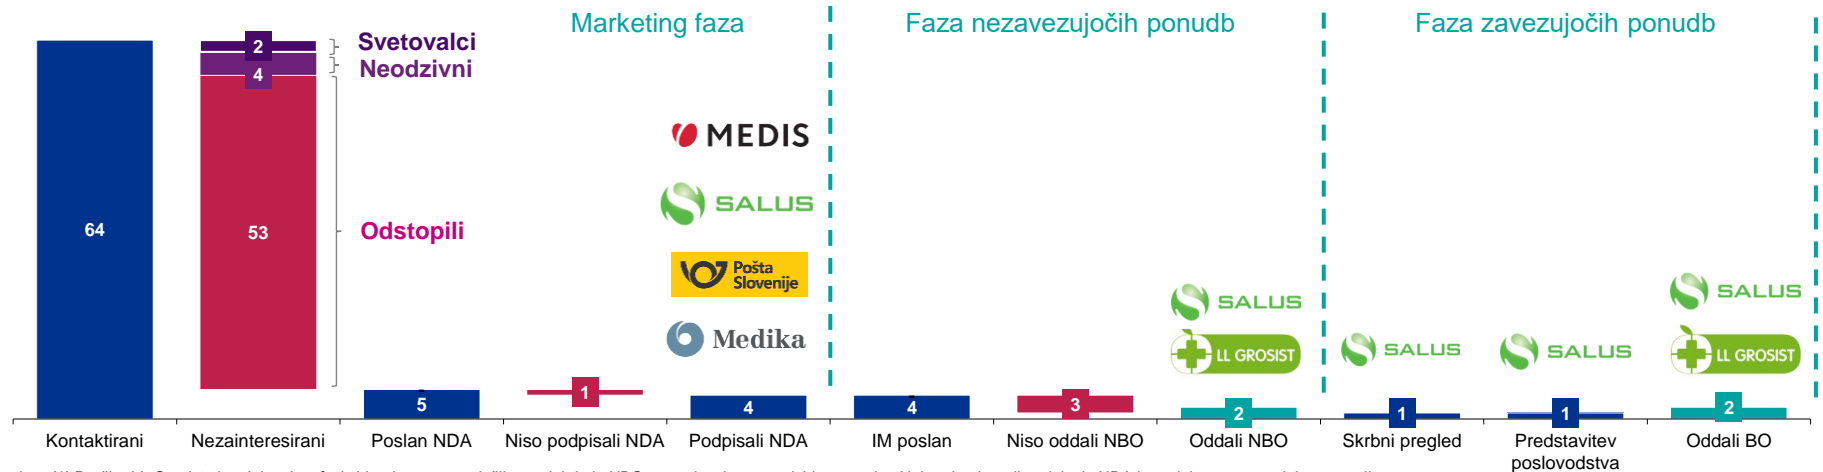 Marketing faza
Faza nezavezujočih ponudb
Faza zavezujočih ponudb
2
Svetovalci
4
Neodzivni
64
53
Odstopili
MEDIS
SALUS
Pošta
Slovenije
Medika
SALUS
LL GROSIST
SALUS
SALUS
SALUS
LL GROSIST
5
1
4
4
3
2
1
1
2
Kontaktirani
Nezainteresirani
Poslan NDA
Niso podpisali NDA
Podpisali NDA
IM poslan
Niso oddali NBO
Oddali NBO
Skrbni pregled
Predstavitev
poslovodstva
Oddali BO